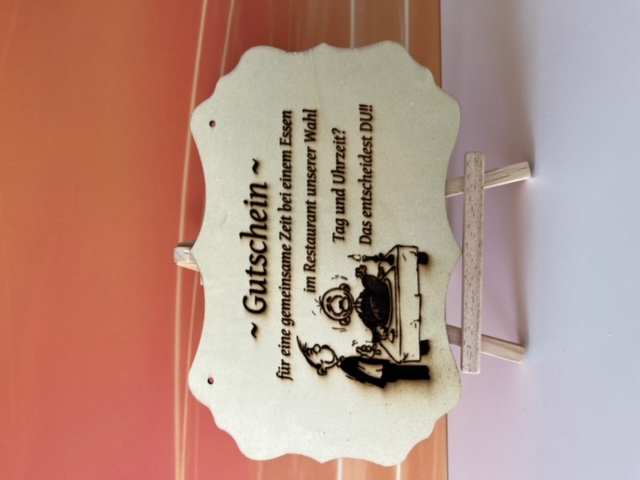 ~ Gutschein ~
für eine gemeinsame Zeit bei einem Essen
im Restaurant unserer Wahl
Tag und Uhrzeit?
Das entscheidest DU!!